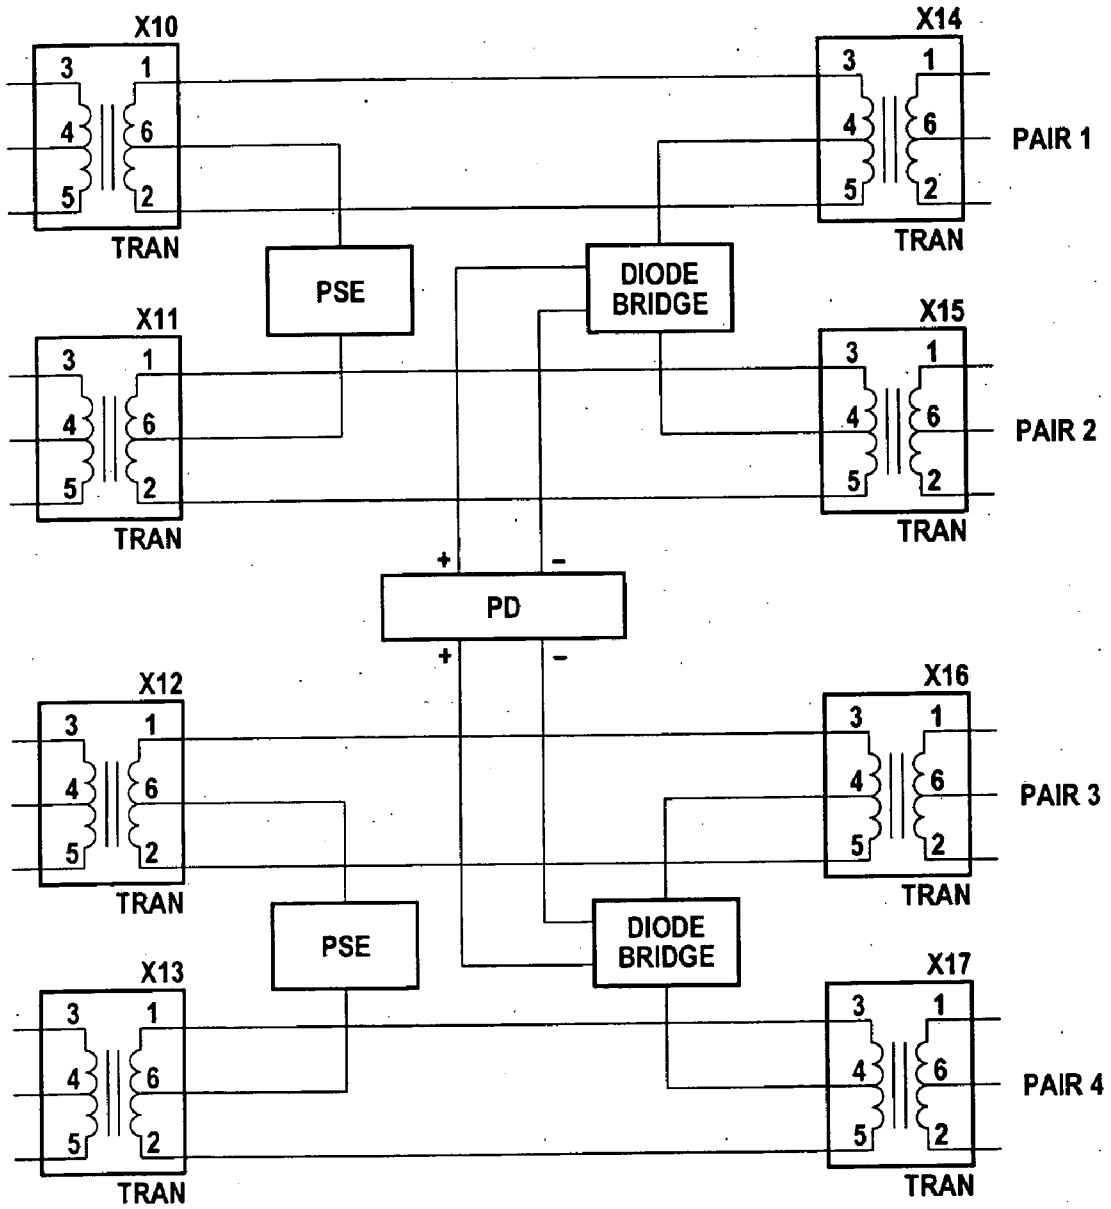 X10
X14
3 1
4 6
5 2
TRAN
3 1
4 6
5 2
TRAN
PAIR 1
PSE
DIODE
BRIDGE
X11
X15
3 1
4 6
5 2
TRAN
3 1
4 6
5 2
TRAN
PAIR 2
+ −
PD
+ −
X12
X16
3 1
4 6
5 2
TRAN
3 1
4 6
5 2
TRAN
PAIR 3
PSE
DIODE
BRIDGE
X13
X17
3 1
4 6
5 2
TRAN
3 1
4 6
5 2
TRAN
PAIR 4